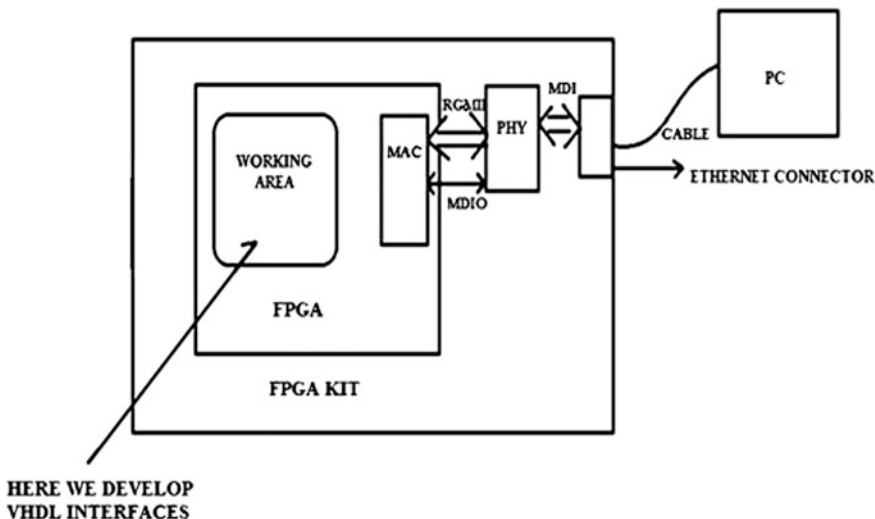 PC
RGMII
MDI
PHY
MAC
CABLE
WORKING
AREA
ETHERNET CONNECTOR
MDIO
FPGA
FPGA KIT
HERE WE DEVELOP
VHDL INTERFACES